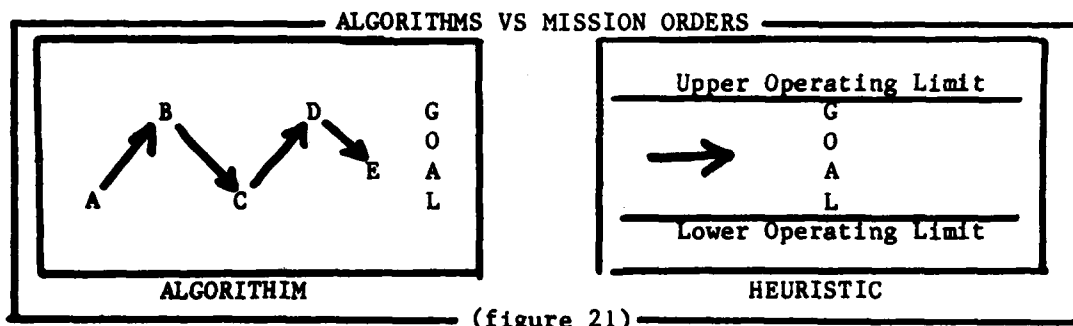 ALGORITHMS VS MISSION ORDERS
B D G
O
E A
A C L
ALGORITHIM
Upper Operating Limit
G
O
A
L
Lower Operating Limit
HEURISTIC
(figure 21)